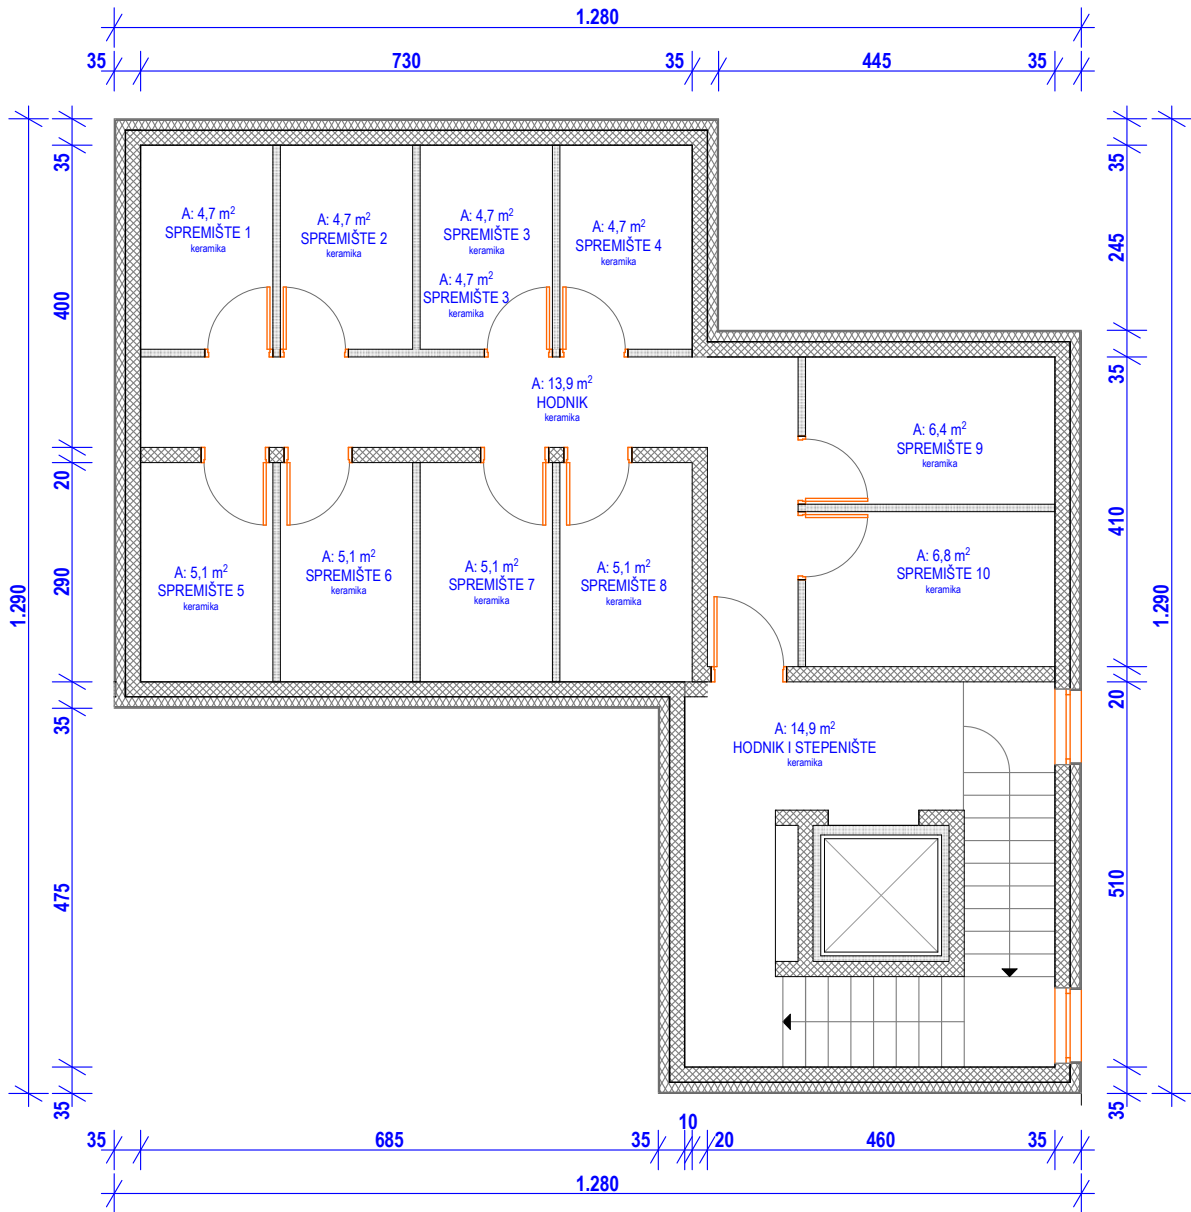 1.280
35
730
35
445
35
1.290
35
400
20
290
35
475
35
35
245
35
410
20
510
35
1.290
A: 4,7 m²
SPREMIŠTE 1
keramika
A: 4,7 m²
SPREMIŠTE 2
keramika
A: 4,7 m²
SPREMIŠTE 3
keramika
A: 4,7 m²
SPREMIŠTE 3
keramika
A: 4,7 m²
SPREMIŠTE 4
keramika
A: 13,9 m²
HODNIK
keramika
A: 6,4 m²
SPREMIŠTE 9
keramika
A: 5,1 m²
SPREMIŠTE 5
keramika
A: 5,1 m²
SPREMIŠTE 6
keramika
A: 5,1 m²
SPREMIŠTE 7
keramika
A: 5,1 m²
SPREMIŠTE 8
keramika
A: 6,8 m²
SPREMIŠTE 10
keramika
A: 14,9 m²
HODNIK I STEPENIŠTE
keramika
35
685
35
10
20
460
35
1.280